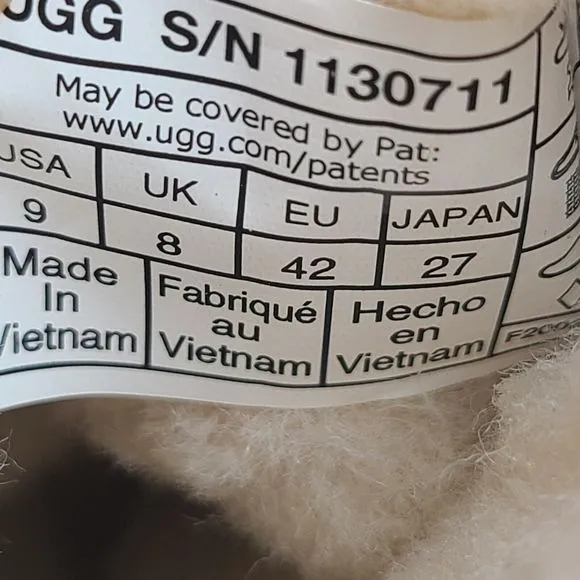 UGG S/N 1130711
May be covered by Pat:
www.ugg.com/patents
USA UK EU JAPAN
9 8 42 27
Made
In
Vietnam
Fabriqué
au
Vietnam
Hecho
en
Vietnam